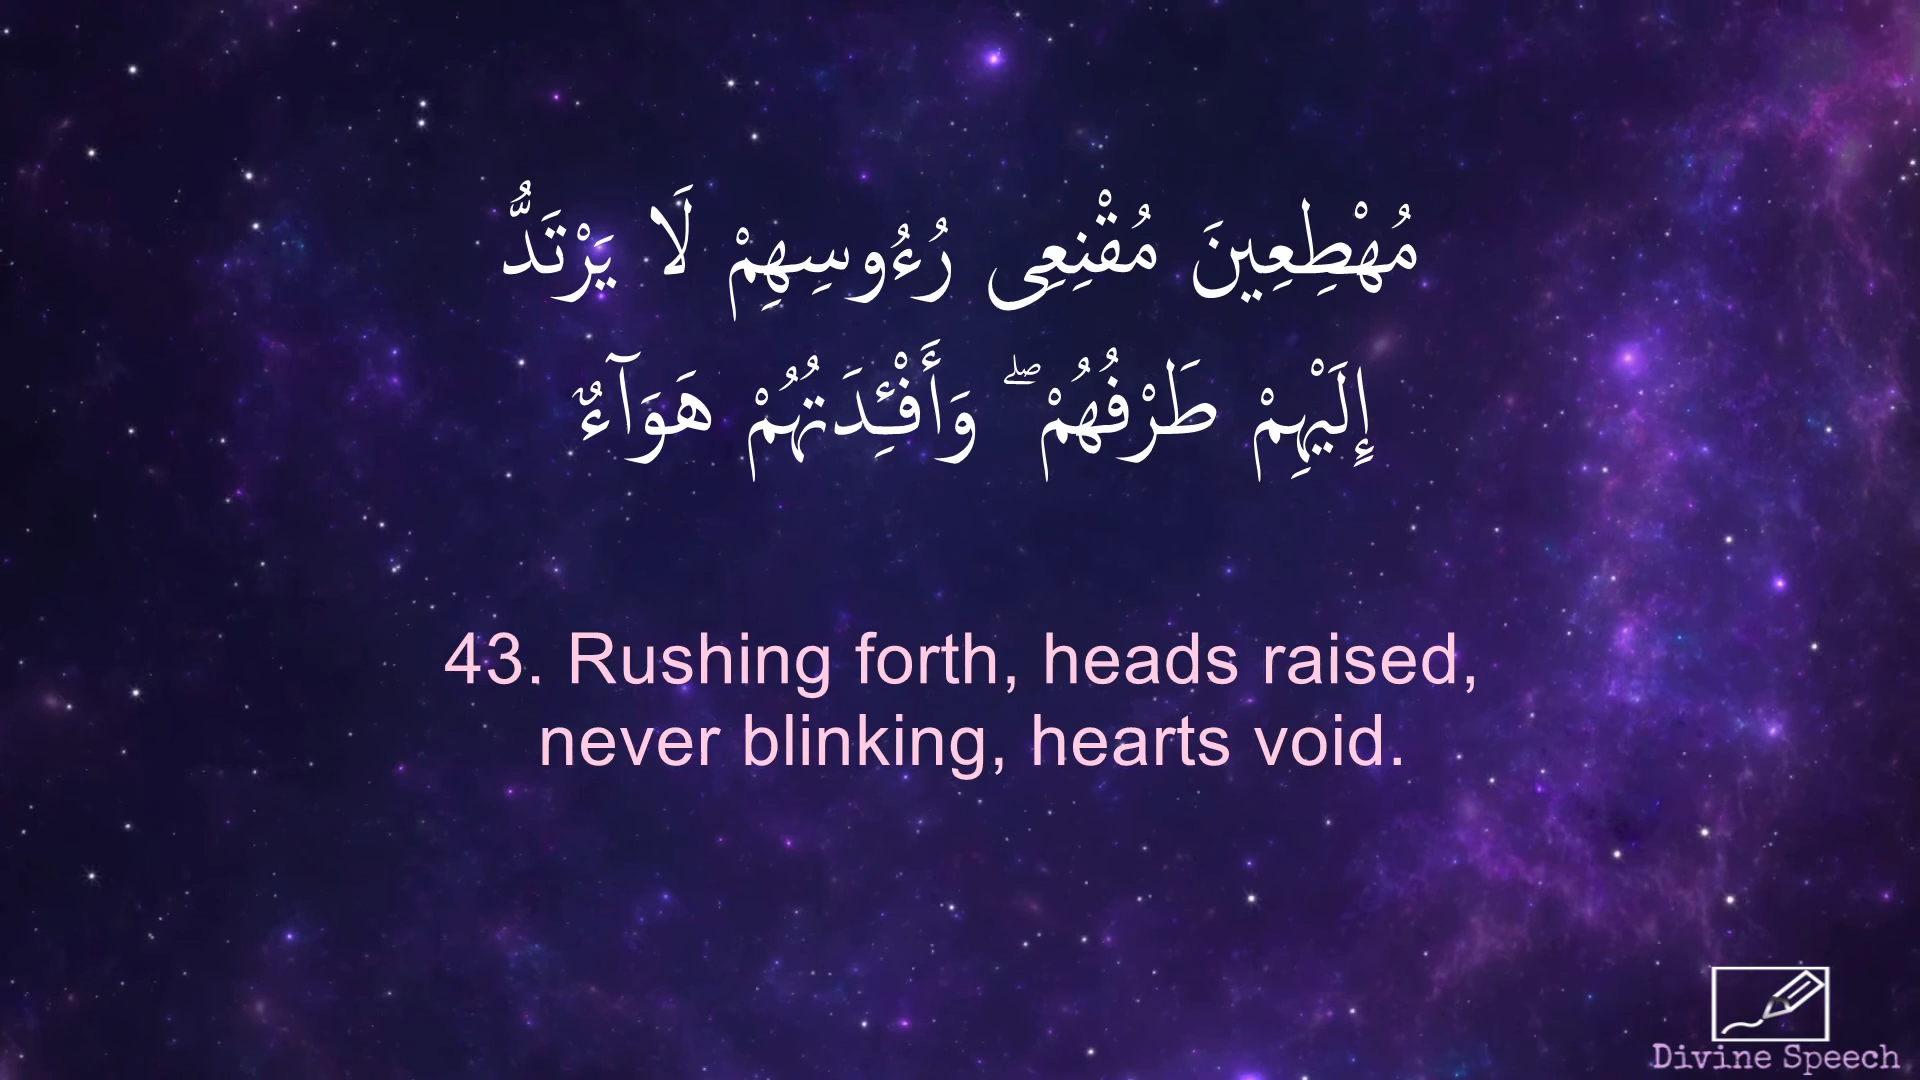 مُهْطِعِينَ مُقْنِعِى رُءُوسِهِمْ لَا يَرْتَدُّ
إِلَيْهِمْ طَرْفُهُمْ ۖ وَأَفْـِٔدَتُهُمْ هَوَآءٌ
43. Rushing forth, heads raised,
never blinking, hearts void.
Divine Speech